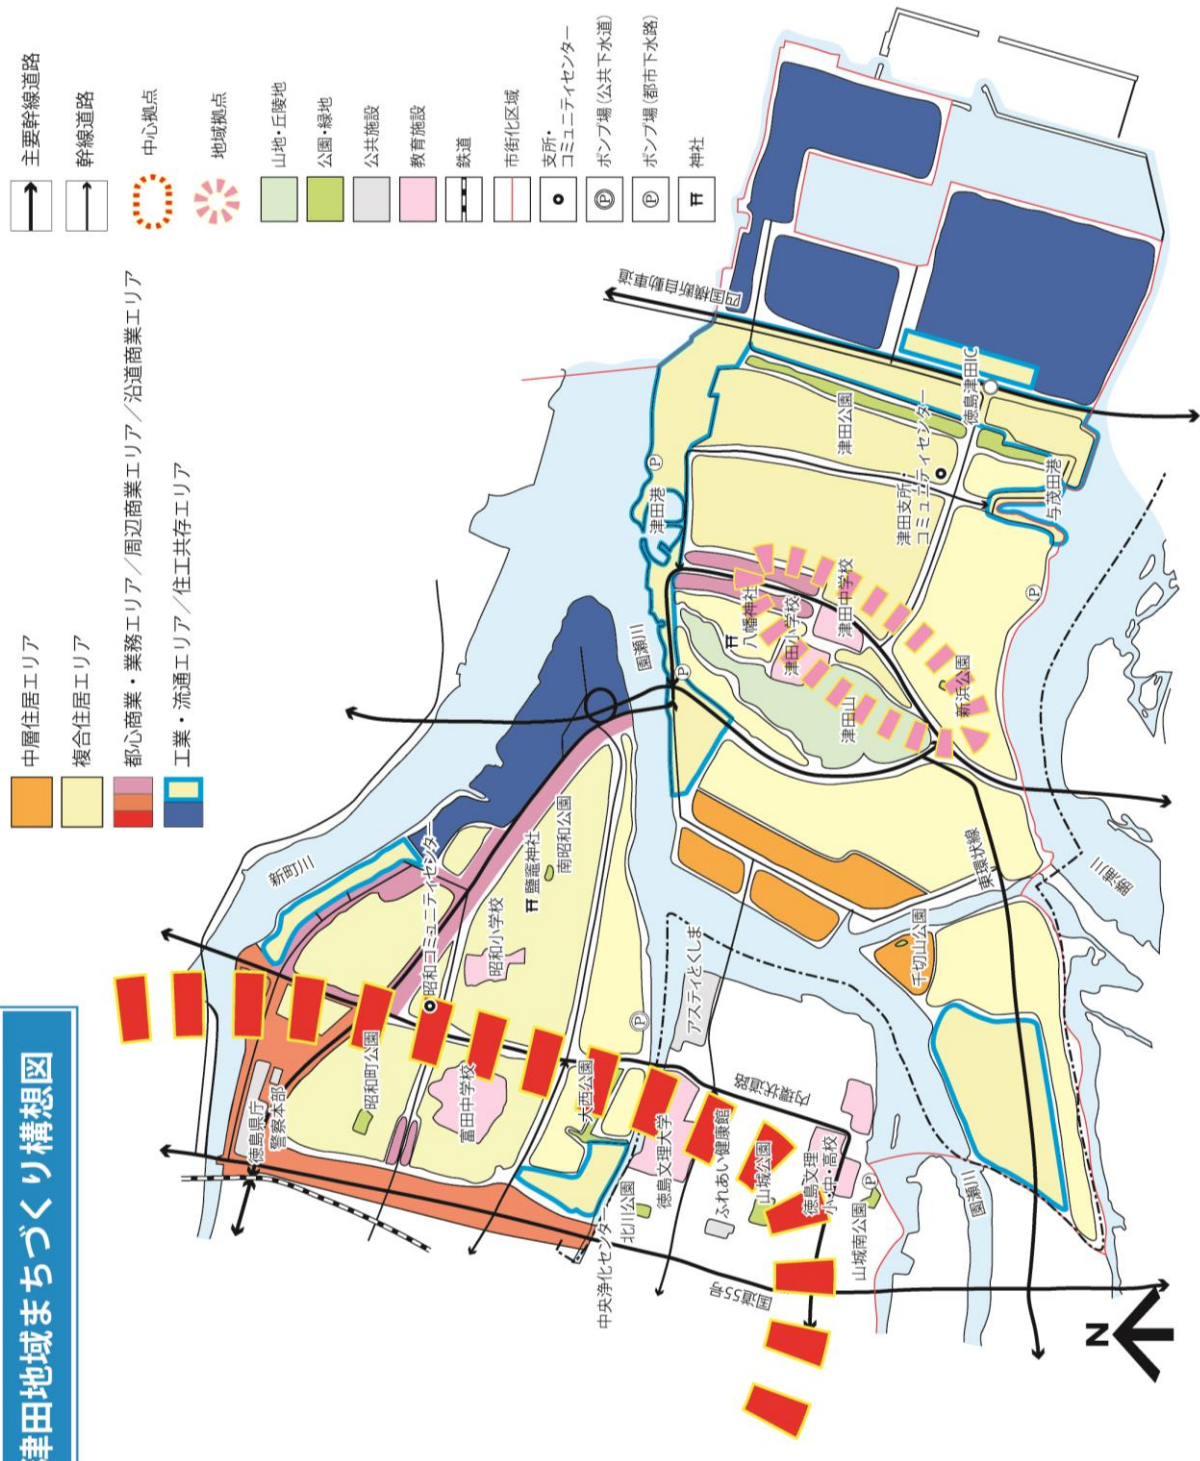 津田地域まちづくり構想図
中層住居エリア
複合住居エリア
都心商業・業務エリア／周辺商業エリア／沿道商業エリア
工業・流通エリア／住工共存エリア
主要幹線道路
幹線道路
中心拠点
地域拠点
山地・丘陵地
公園・緑地
公共施設
教育施設
鉄道
市街化区域
支所・
コミュニティセンター
ポンプ場(公共下水道)
ポンプ場(都市下水路)
神社
新町川
徳島県庁
警察本部
昭和町公園
昭和コミュニティセンター
富田中学校
昭和小学校
鹽竈神社
南昭和公園
大西公園
中央浄化センター
北川公園
徳島文理大学
ふれあい健康館
山城公園
徳島文理
小・中・高校
山城南公園
国道55号
内環状道路
アスティとくしま
園瀬川
園瀬川
千切山公園
東環状線
勝浦川
津田港
八幡神社
津田小学校
津田中学校
津田山
新浜公園
津田公園
津田支所・
コミュニティセンター
徳島津田IC
与茂田港
四国横断自動車道
P
P
P
P
P
N